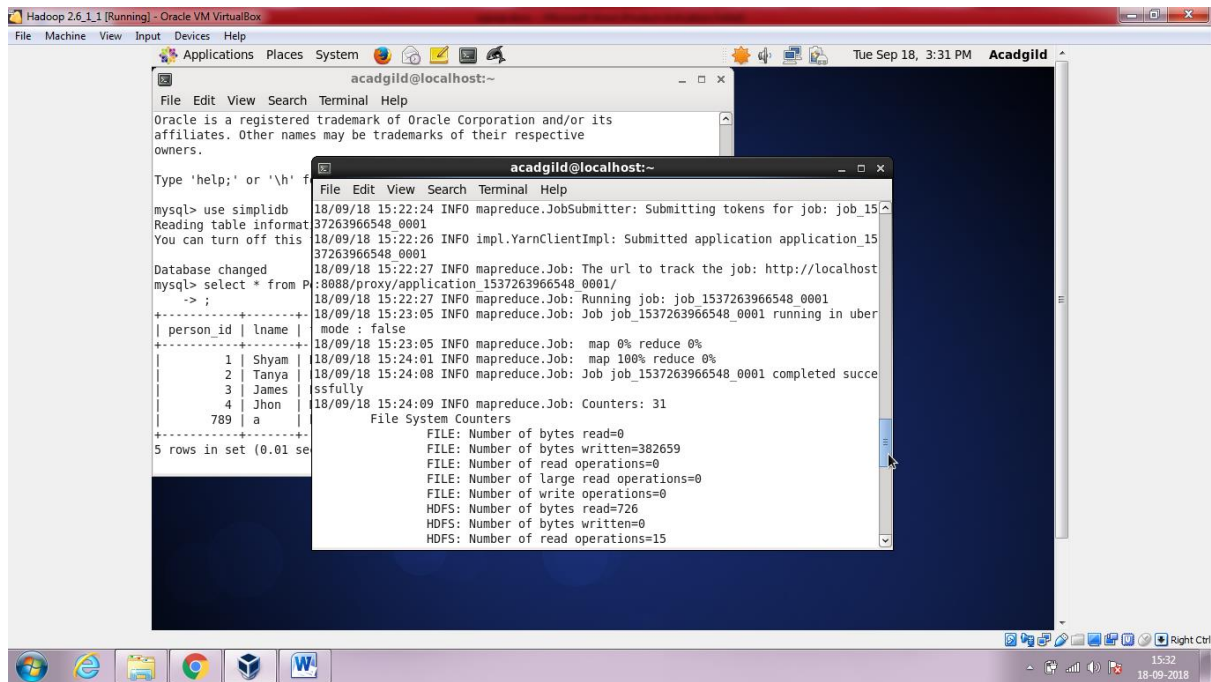 Hadoop 2.6_1_1 [Running] - Oracle VM VirtualBox
File Machine View Input Devices Help
Applications Places System
Tue Sep 18, 3:31 PM Acadgild
acadgild@localhost:~
File Edit View Search Terminal Help
Oracle is a registered trademark of Oracle Corporation and/or its
affiliates. Other names may be trademarks of their respective
owners.
Type 'help;' or '\h' f
mysql> use simplidb
Reading table informat
You can turn off this
Database changed
mysql> select * from P
-> ;
+-----------+-------+-
| person_id | lname |
+-----------+-------+-
| 1 | Shyam |
| 2 | Tanya |
| 3 | James |
| 4 | Jhon |
| 789 | a |
+-----------+-------+-
5 rows in set (0.01 se
acadgild@localhost:~
File Edit View Search Terminal Help
18/09/18 15:22:24 INFO mapreduce.JobSubmitter: Submitting tokens for job: job_15
37263966548_0001
18/09/18 15:22:26 INFO impl.YarnClientImpl: Submitted application application_15
37263966548_0001
18/09/18 15:22:27 INFO mapreduce.Job: The url to track the job: http://localhost
:8088/proxy/application_1537263966548_0001/
18/09/18 15:22:27 INFO mapreduce.Job: Running job: job_1537263966548_0001
18/09/18 15:23:05 INFO mapreduce.Job: Job job_1537263966548_0001 running in uber
mode : false
18/09/18 15:23:05 INFO mapreduce.Job: map 0% reduce 0%
18/09/18 15:24:01 INFO mapreduce.Job: map 100% reduce 0%
18/09/18 15:24:08 INFO mapreduce.Job: Job job_1537263966548_0001 completed succe
ssfully
18/09/18 15:24:09 INFO mapreduce.Job: Counters: 31
File System Counters
FILE: Number of bytes read=0
FILE: Number of bytes written=382659
FILE: Number of read operations=0
FILE: Number of large read operations=0
FILE: Number of write operations=0
HDFS: Number of bytes read=726
HDFS: Number of bytes written=0
HDFS: Number of read operations=15
Right Ctrl
15:32
18-09-2018